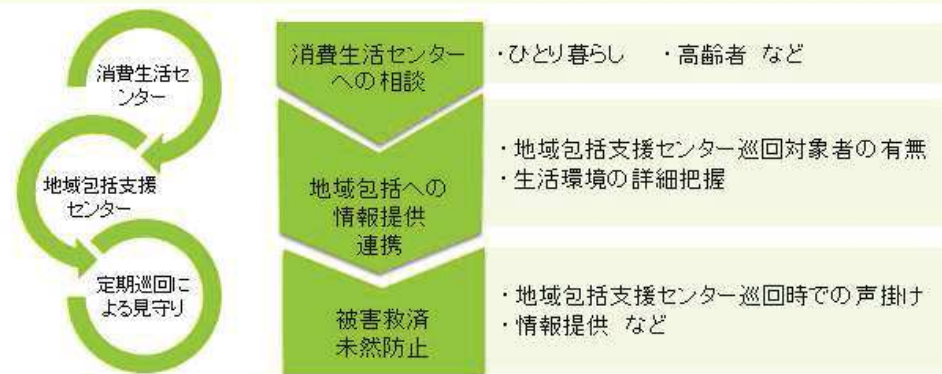 消費生活セ
ンター
地域包括支援
センター
定期巡回に
よる見守り
消費生活センター
への相談
・ひとり暮らし　・高齢者 など
地域包括への
情報提供
連携
・地域包括支援センター巡回対象者の有無
・生活環境の詳細把握
被害救済
未然防止
・地域包括支援センター巡回時での声掛け
・情報提供 など